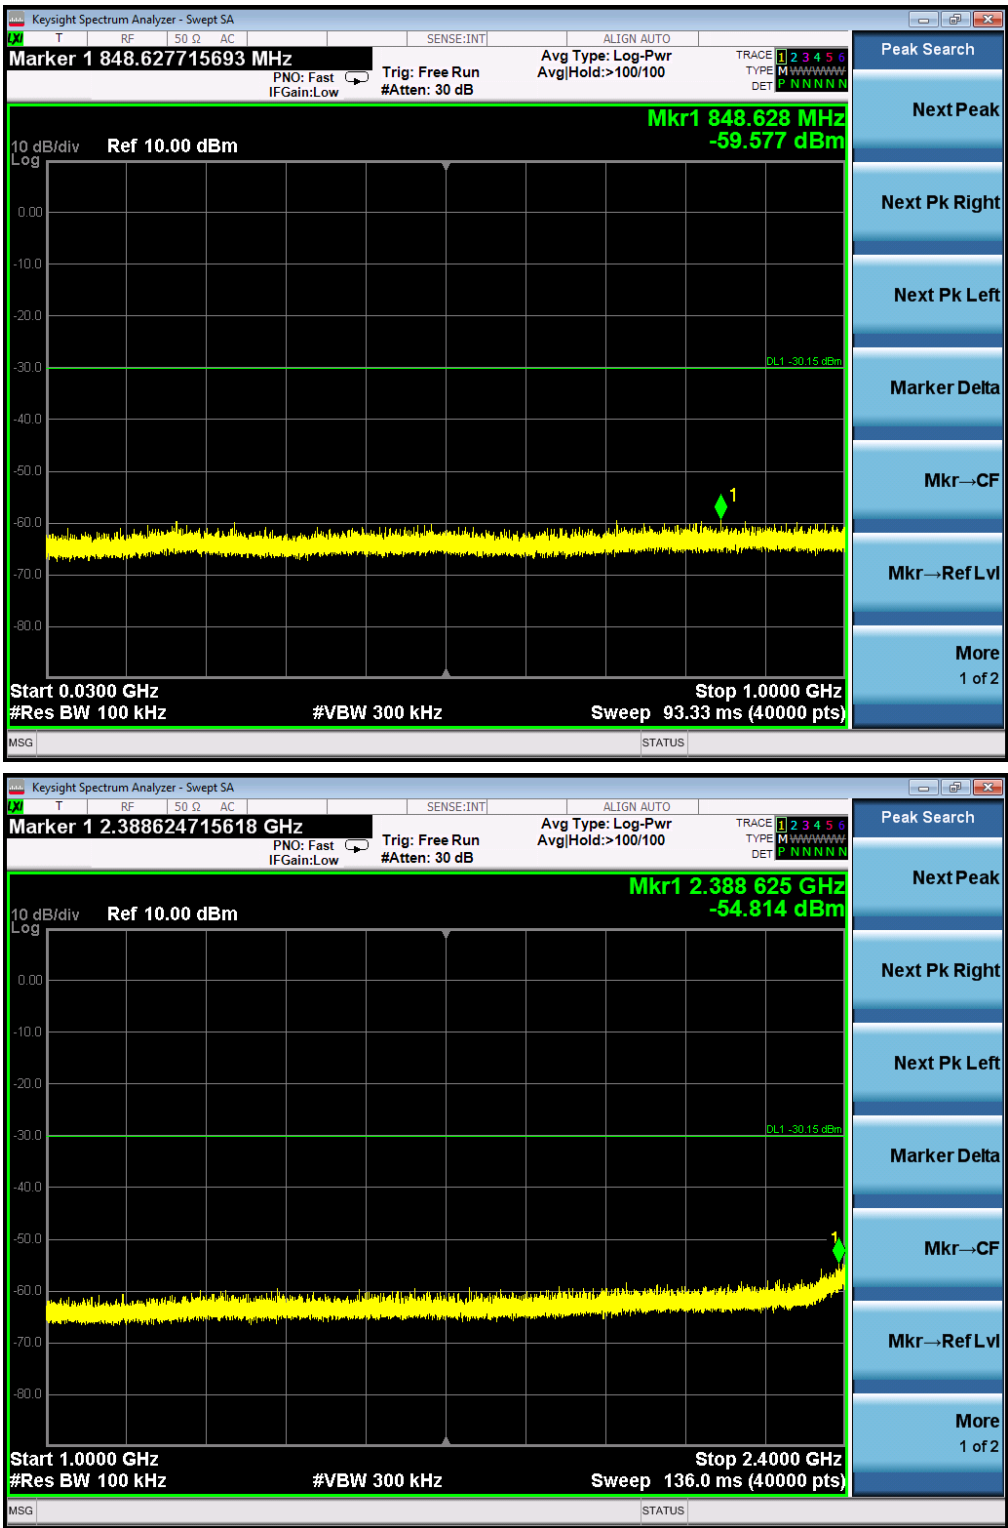 Keysight Spectrum Analyzer - Swept SA
LXI T RF 50 Ω AC SENSE:INT ALIGN AUTO
Marker 1 848.627715693 MHz
PNO: Fast
IFGain:Low
Trig: Free Run
#Atten: 30 dB
Avg Type: Log-Pwr
Avg|Hold:>100/100
TRACE 1 2 3 4 5 6
TYPE M WWWWW
DET P N N N N N
Peak Search
Mkr1 848.628 MHz
-59.577 dBm
10 dB/div Ref 10.00 dBm
Log
0.00
-10.0
-20.0
-30.0
DL1 -30.15 dBm
-40.0
-50.0
1
-60.0
-70.0
-80.0
Start 0.0300 GHz Stop 1.0000 GHz
#Res BW 100 kHz #VBW 300 kHz Sweep 93.33 ms (40000 pts)
MSG STATUS
Next Peak
Next Pk Right
Next Pk Left
Marker Delta
Mkr→CF
Mkr→Ref Lvl
More
1 of 2
Keysight Spectrum Analyzer - Swept SA
LXI T RF 50 Ω AC SENSE:INT ALIGN AUTO
Marker 1 2.388624715618 GHz
PNO: Fast
IFGain:Low
Trig: Free Run
#Atten: 30 dB
Avg Type: Log-Pwr
Avg|Hold:>100/100
TRACE 1 2 3 4 5 6
TYPE M WWWWW
DET P N N N N N
Peak Search
Mkr1 2.388 625 GHz
-54.814 dBm
10 dB/div Ref 10.00 dBm
Log
0.00
-10.0
-20.0
-30.0
DL1 -30.15 dBm
-40.0
-50.0
1
-60.0
-70.0
-80.0
Start 1.0000 GHz Stop 2.4000 GHz
#Res BW 100 kHz #VBW 300 kHz Sweep 136.0 ms (40000 pts)
MSG STATUS
Next Peak
Next Pk Right
Next Pk Left
Marker Delta
Mkr→CF
Mkr→Ref Lvl
More
1 of 2